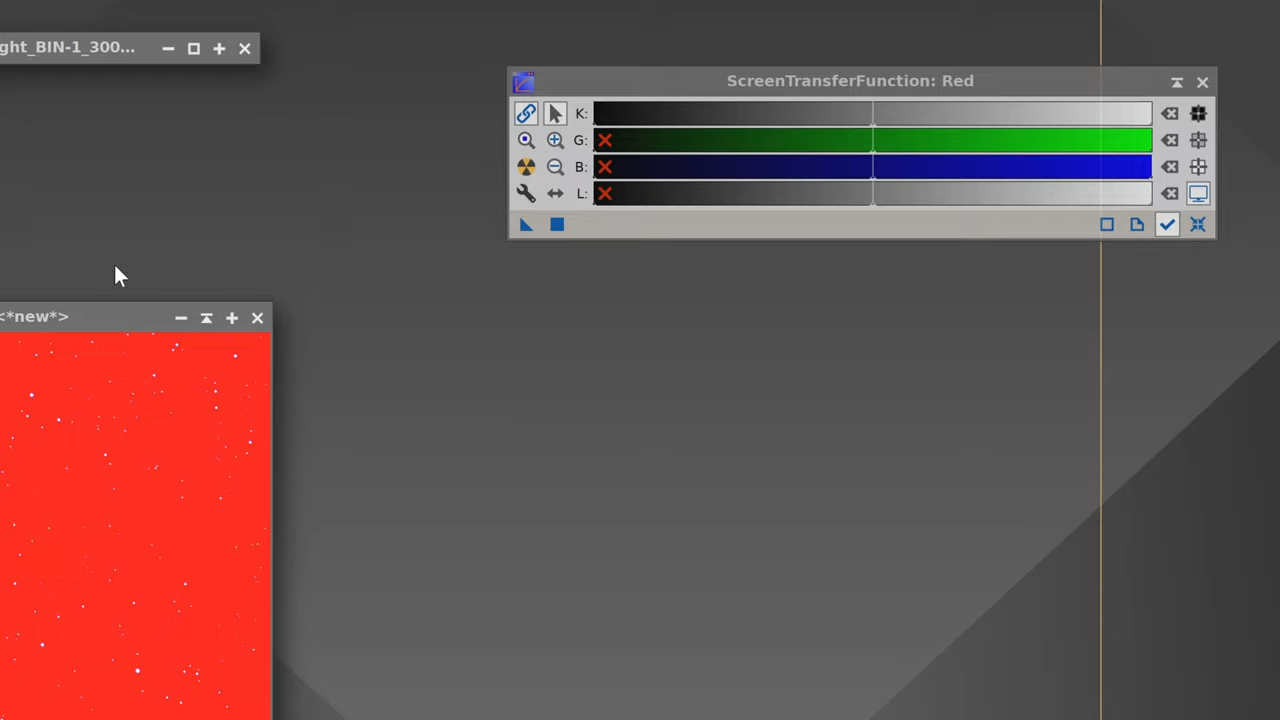 ght_BIN-1_300...
ScreenTransferFunction: Red
K:
G:
B:
L:
<*new*>